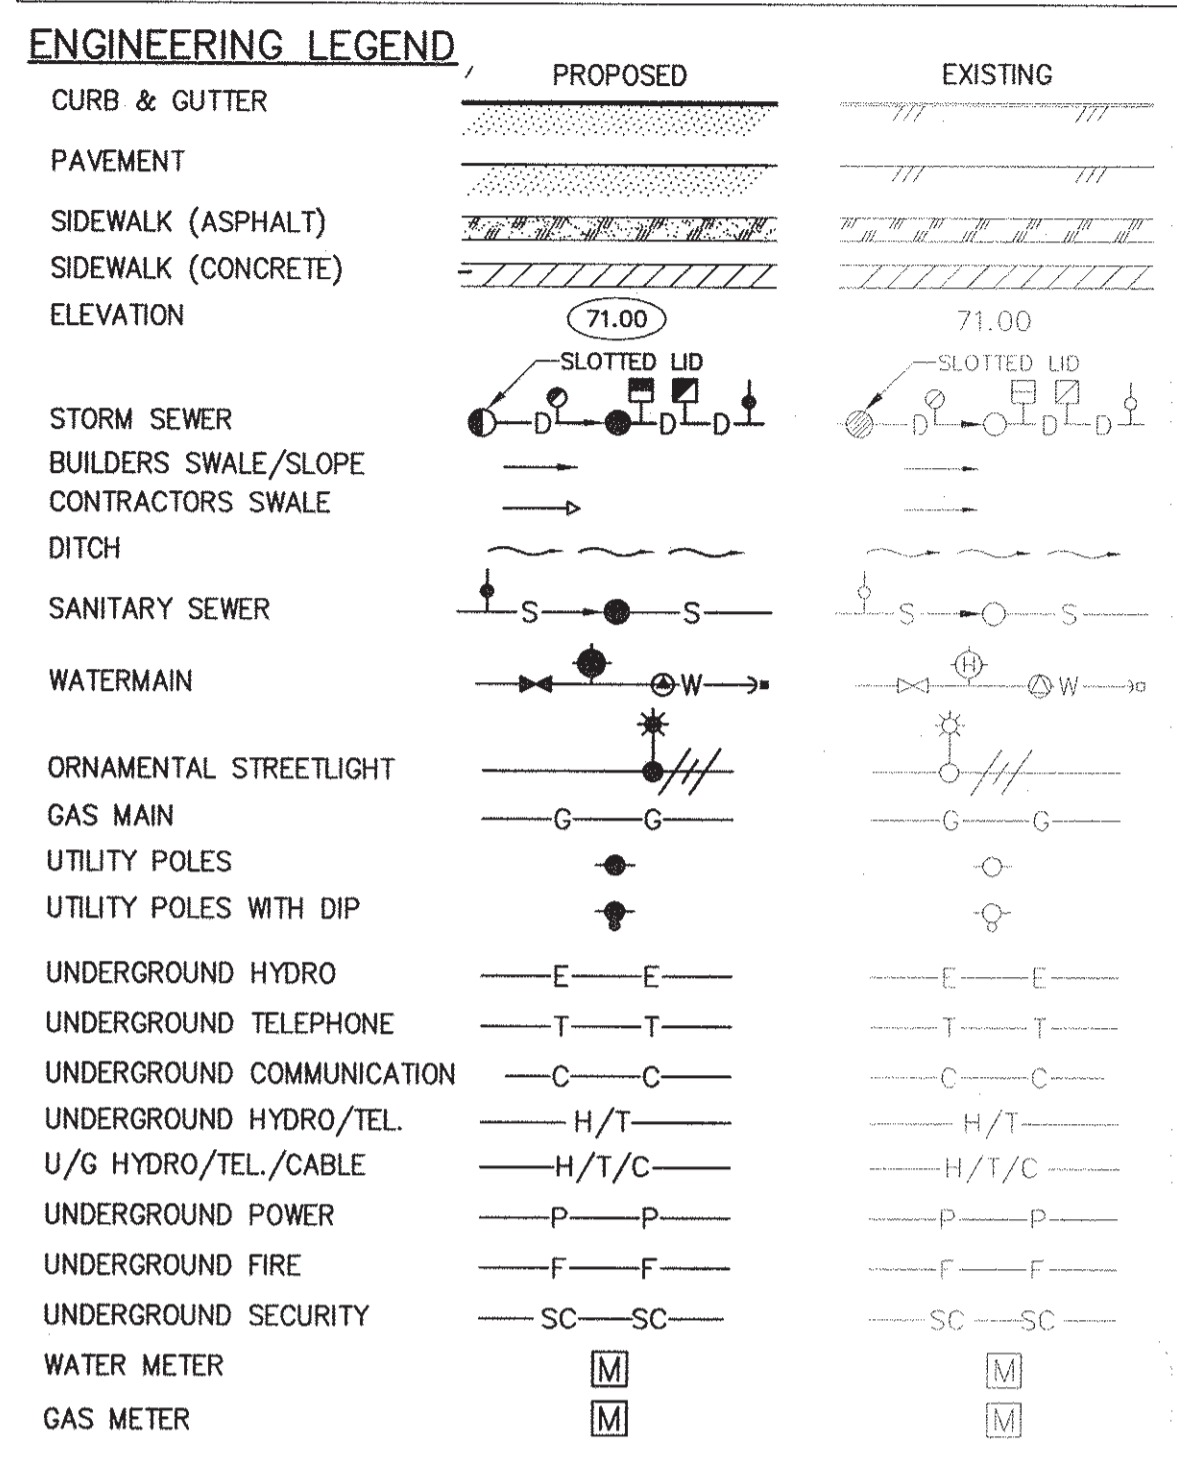 ENGINEERING LEGEND
PROPOSED EXISTING
CURB & GUTTER
PAVEMENT
SIDEWALK (ASPHALT)
SIDEWALK (CONCRETE)
ELEVATION 71.00 71.00
SLOTTED LID SLOTTED LID
STORM SEWER D D D D D D
BUILDERS SWALE/SLOPE
CONTRACTORS SWALE
DITCH
SANITARY SEWER S S S S
WATERMAIN W H W
ORNAMENTAL STREETLIGHT
GAS MAIN G G G G
UTILITY POLES
UTILITY POLES WITH DIP
UNDERGROUND HYDRO E E E E
UNDERGROUND TELEPHONE T T T T
UNDERGROUND COMMUNICATION C C C C
UNDERGROUND HYDRO/TEL. H/T H/T
U/G HYDRO/TEL./CABLE H/T/C H/T/C
UNDERGROUND POWER P P P P
UNDERGROUND FIRE F F F F
UNDERGROUND SECURITY SC SC SC SC
WATER METER M M
GAS METER M M